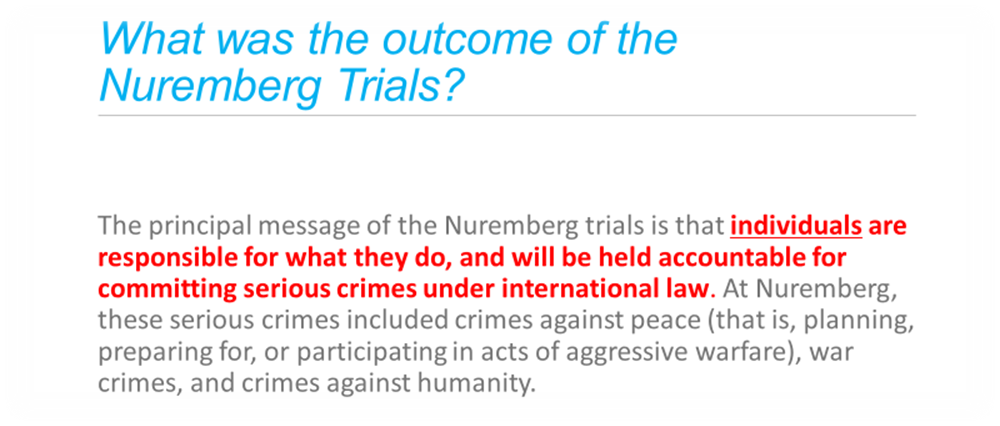 What was the outcome of the
Nuremberg Trials?
The principal message of the Nuremberg trials is that individuals are
responsible for what they do, and will be held accountable for
committing serious crimes under international law. At Nuremberg,
these serious crimes included crimes against peace (that is, planning,
preparing for, or participating in acts of aggressive warfare), war
crimes, and crimes against humanity.